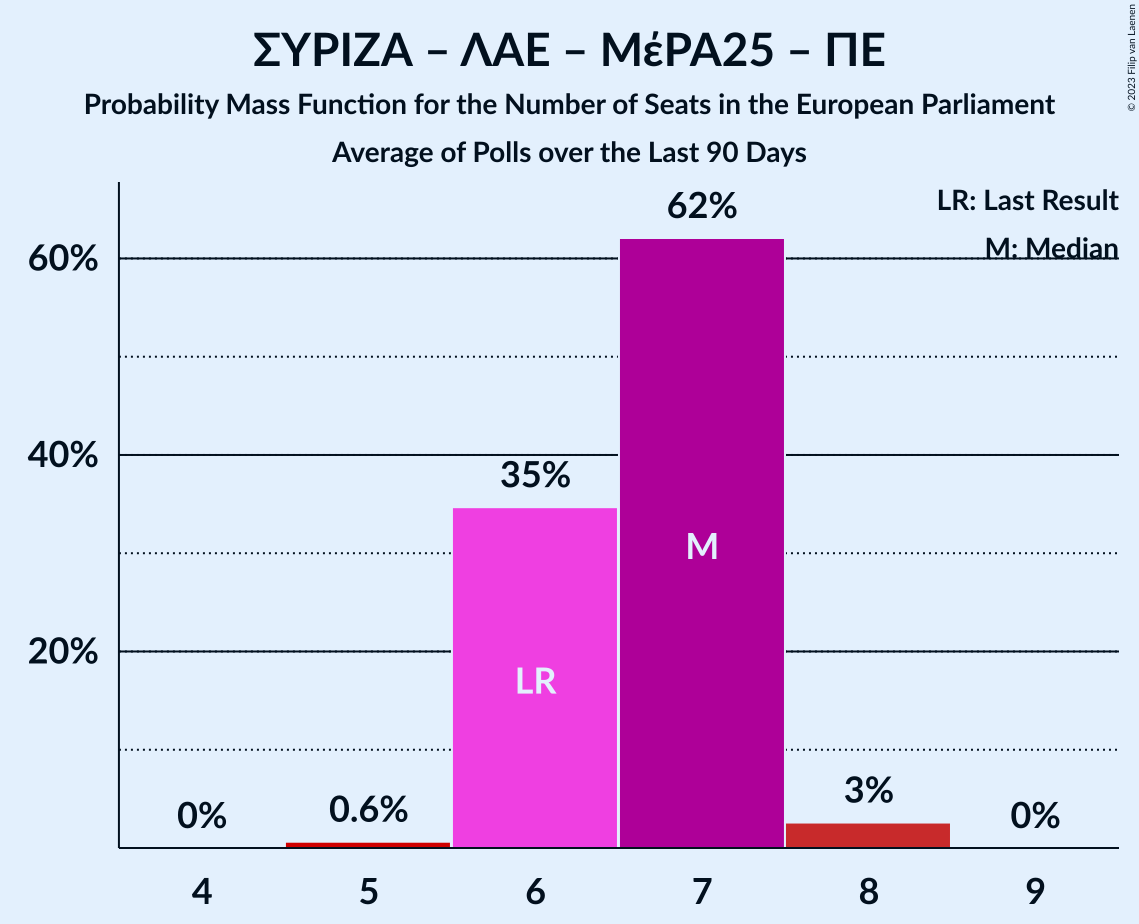 ΣΥΡΙΖΑ – ΛΑΕ – ΜέΡΑ25 – ΠΕ
Probability Mass Function for the Number of Seats in the European Parliament
Average of Polls over the Last 90 Days
© 2023 Filip van Laenen
LR: Last Result
M: Median
60%
40%
20%
0%
0.6%
35%
62%
3%
0%
LR
M
4
5
6
7
8
9